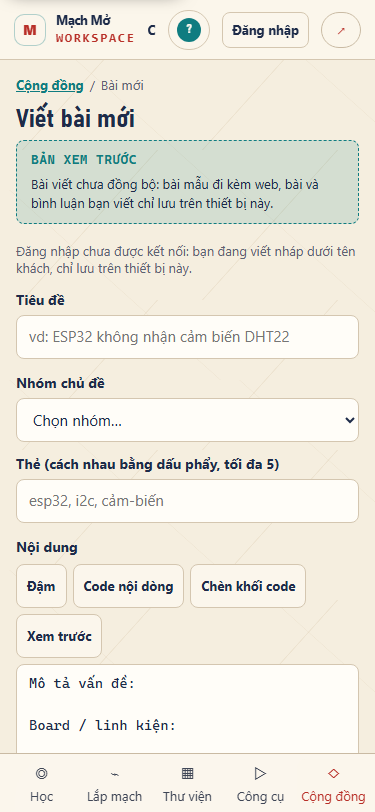 M
Mạch Mở
WORKSPACE
C
?
Đăng nhập
↗
Cộng đồng / Bài mới
Viết bài mới
BẢN XEM TRƯỚC
Bài viết chưa đồng bộ: bài mẫu đi kèm web, bài và
bình luận bạn viết chỉ lưu trên thiết bị này.
Đăng nhập chưa được kết nối: bạn đang viết nháp dưới tên
khách, chỉ lưu trên thiết bị này.
Tiêu đề
vd: ESP32 không nhận cảm biến DHT22
Nhóm chủ đề
Chọn nhóm...
Thẻ (cách nhau bằng dấu phẩy, tối đa 5)
esp32, i2c, cảm-biến
Nội dung
Đậm
Code nội dòng
Chèn khối code
Xem trước
Mô tả vấn đề:
Board / linh kiện:
Học
Lắp mạch
Thư viện
Công cụ
Cộng đồng